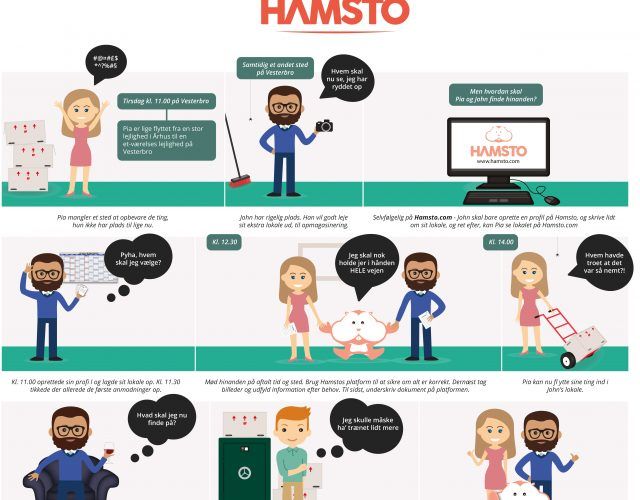 HAMSTO
#@¤#£$
*^?%#§
Tirsdag kl. 11.00 på Vesterbro
Pia er lige flyttet fra en stor
lejlighed i Århus til en
et-værelses lejlighed på
Vesterbro
Samtidig et andet sted
på Vesterbro
Hvem skal
nu se, jeg har
ryddet op
Men hvordan skal
Pia og John finde hinanden?
HAMSTO
www.hamsto.com
Pia mangler et sted at opbevare de ting,
hun ikke har plads til lige nu.
John har rigelig plads. Han vil godt leje
sit ekstra lokale ud, til opmagasinering.
Selvfølgelig på Hamsto.com - John skal bare oprette en profil på Hamsto, og skrive lidt
om sit lokale, og ret efter, kan Pia se lokalet på Hamsto.com
Pyha, hvem
skal jeg vælge?
Kl. 12.30
Jeg skal nok
holde jer i hånden
HELE vejen
Kl. 14.00
Hvem havde
troet at det
var så nemt?!
Kl. 11.00 oprettede sin profi l og lagde sit lokale op. Kl. 11.30
tikkede der allerede de første anmodninger op.
Mød hinanden på aftalt tid og sted. Brug Hamstos platform til at sikre om alt er korrekt. Dernæst tag
billeder og udfyld information efter behov. Til sidst, underskriv dokument på platformen.
Pia kan nu fl ytte sine ting ind i
John's lokale.
Hvad skal jeg nu
finde på?
Jeg skulle måske
ha' trænet lidt mere